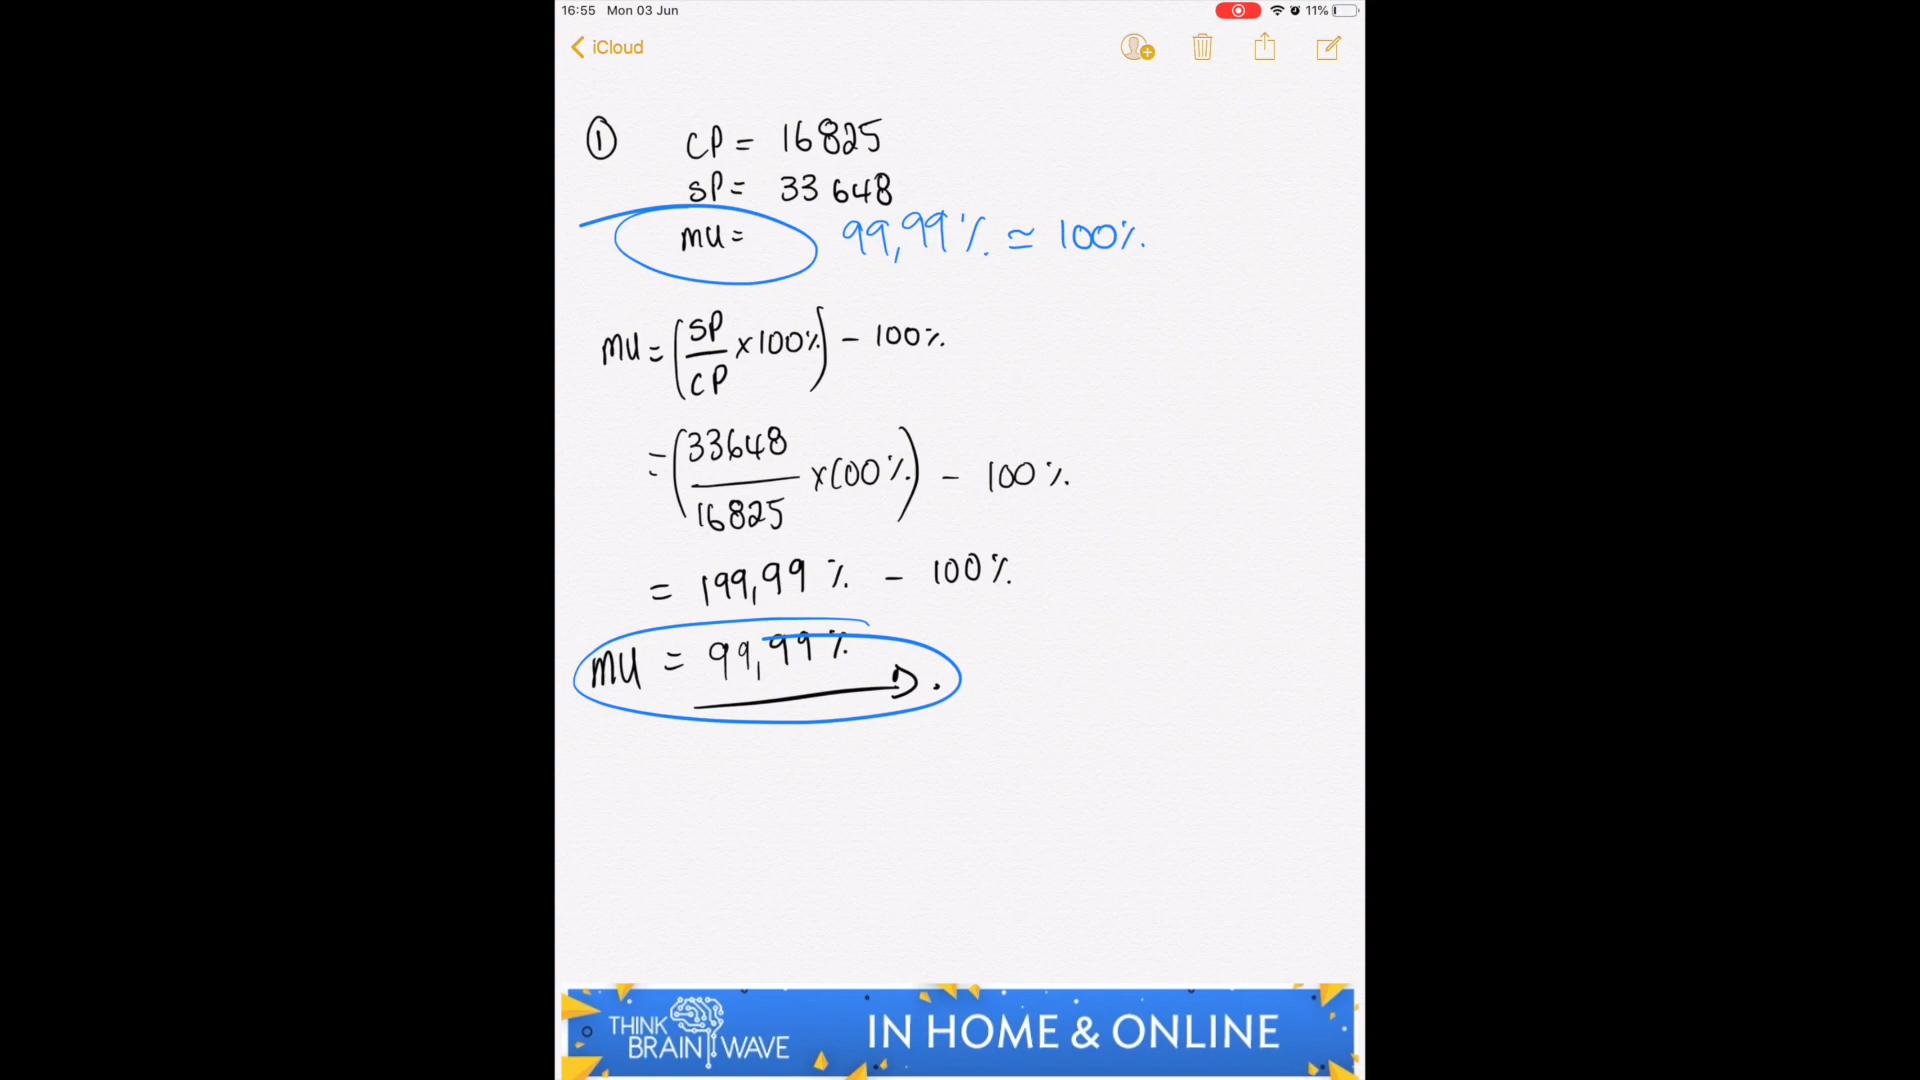 16:55 Mon 03 Jun 11%
iCloud
① CP = 16825
SP = 33 648
MU = 99,99% ≃ 100%
MU = (SP/CP × 100%) - 100%
= (33648/16825 × 100%) - 100%
= 199,99% - 100%
MU = 99,99%.
THINK BRAIN WAVE
IN HOME & ONLINE